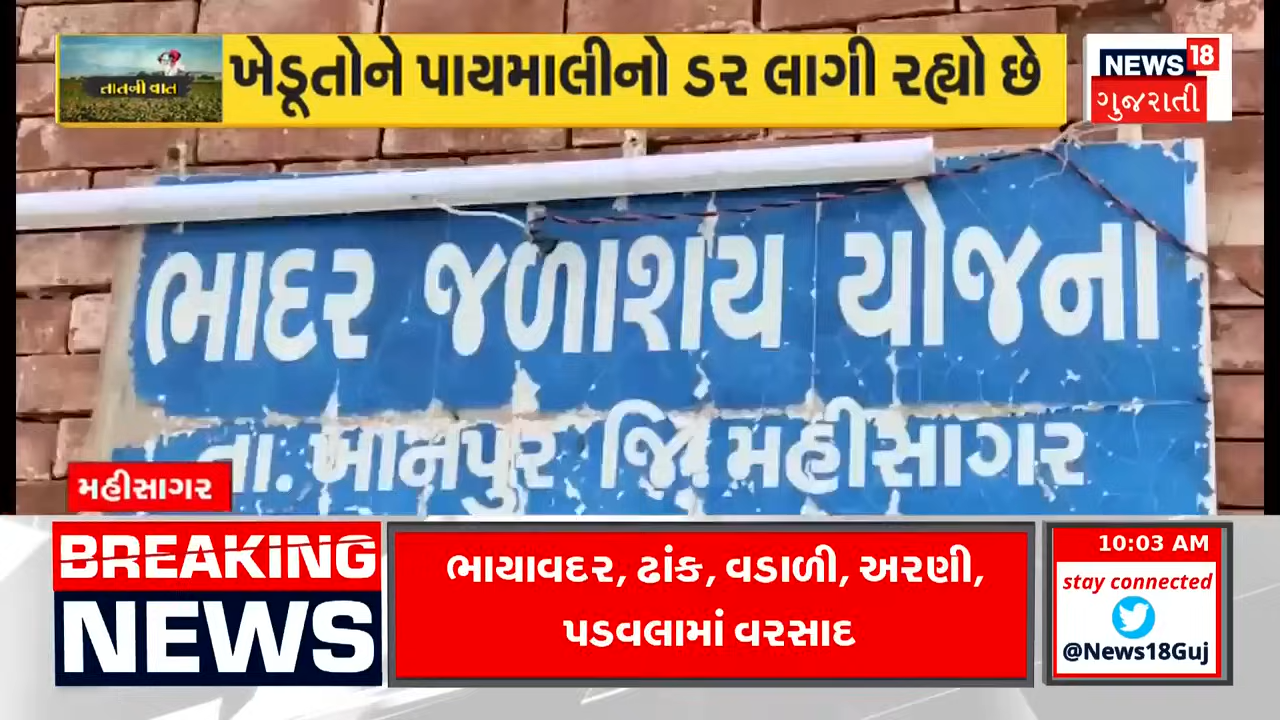 તાતની વાત
ખેડૂતોને પાયમાલીનો ડર લાગી રહ્યો છે
NEWS 18
ગુજરાતી
ભાદર જળાશય યોજના
તા. ખાનપુર જિ. મહીસાગર
મહીસાગર
BREAKING
NEWS
ભાયાવદર, ઢાંક, વડાળી, અરણી,
પડવલામાં વરસાદ
10:03 AM
stay connected
@News18Guj